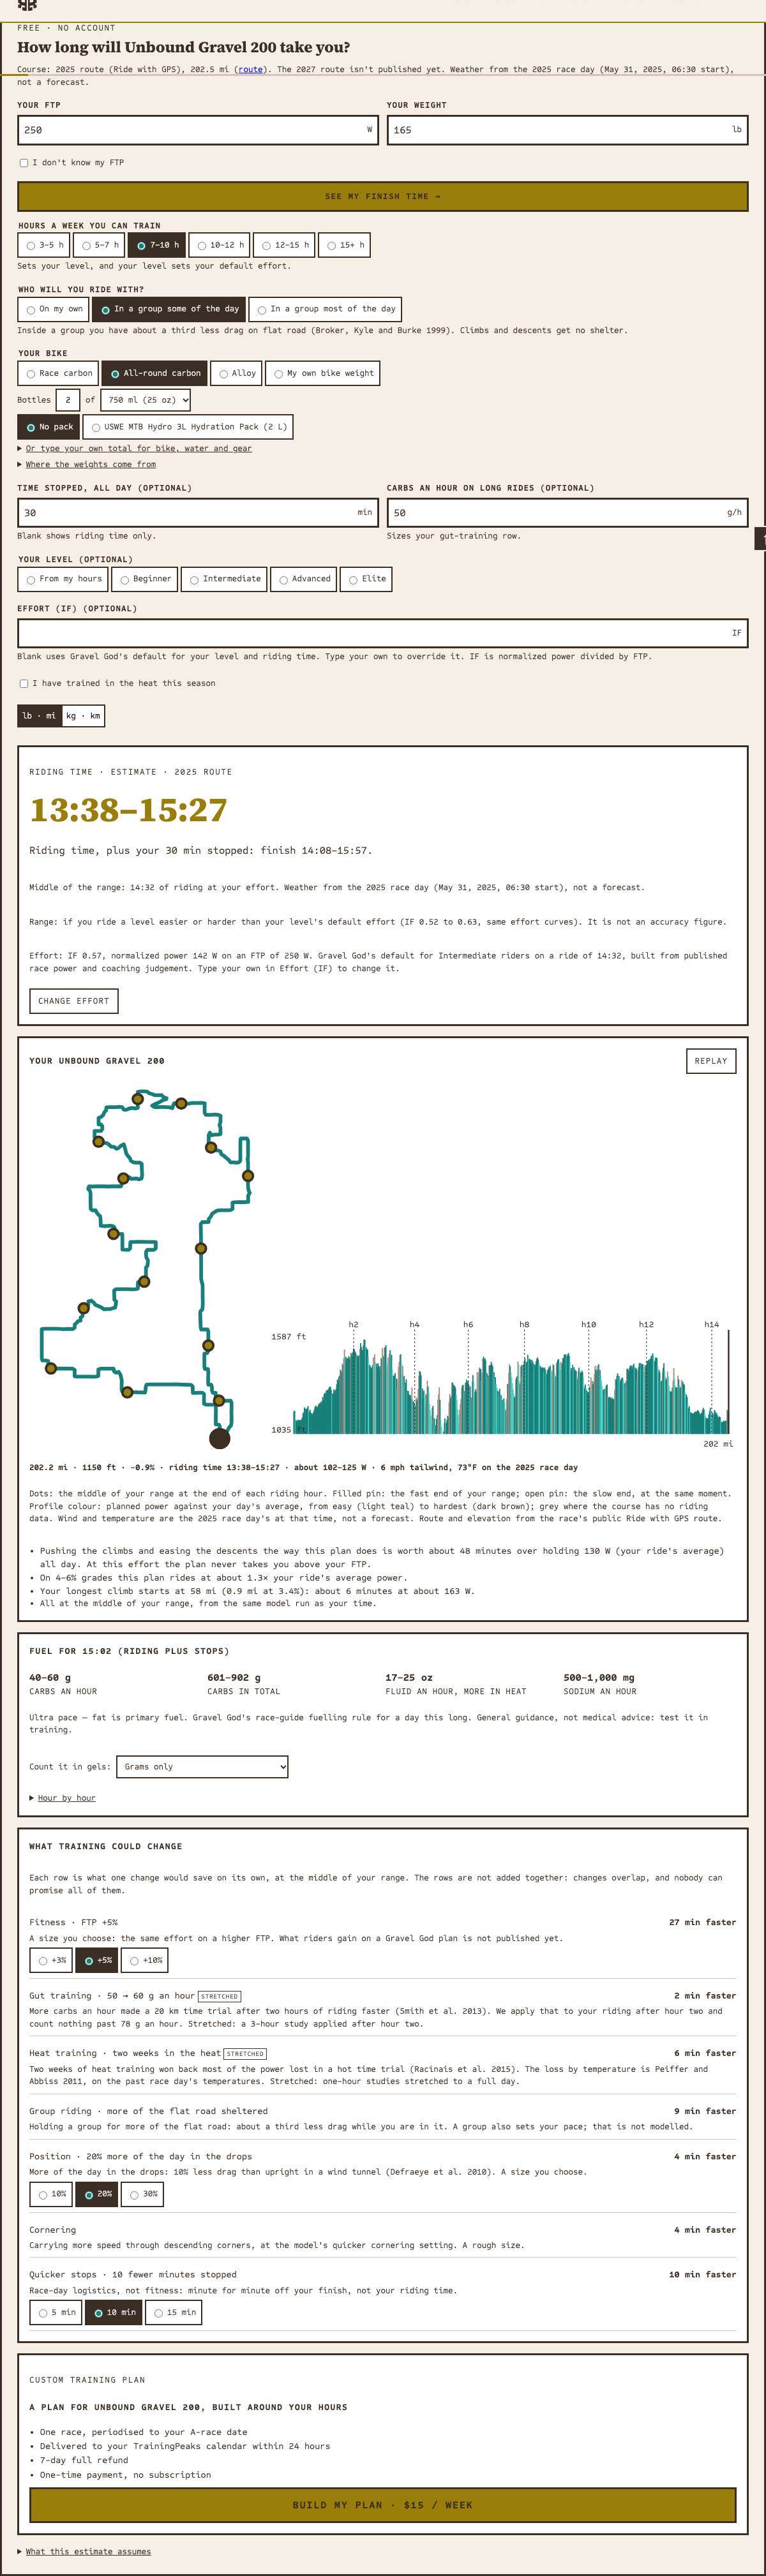 FREE · NO ACCOUNT
How long will Unbound Gravel 200 take you?
Course: 2025 route (Ride with GPS), 202.5 mi (route). The 2027 route isn't published yet. Weather from the 2025 race day (May 31, 2025, 06:30 start),
not a forecast.
YOUR FTP
YOUR WEIGHT
250 W
165 lb
I don't know my FTP
SEE MY FINISH TIME →
HOURS A WEEK YOU CAN TRAIN
3–5 h 5–7 h 7–10 h 10–12 h 12–15 h 15+ h
Sets your level, and your level sets your default effort.
WHO WILL YOU RIDE WITH?
On my own In a group some of the day In a group most of the day
Inside a group you have about a third less drag on flat road (Broker, Kyle and Burke 1999). Climbs and descents get no shelter.
YOUR BIKE
Race carbon All-round carbon Alloy My own bike weight
Bottles 2 of 750 ml (25 oz)
No pack USWE MTB Hydro 3L Hydration Pack (2 L)
Or type your own total for bike, water and gear
Where the weights come from
TIME STOPPED, ALL DAY (OPTIONAL)
CARBS AN HOUR ON LONG RIDES (OPTIONAL)
30 min
50 g/h
Blank shows riding time only.
Sizes your gut-training row.
YOUR LEVEL (OPTIONAL)
From my hours Beginner Intermediate Advanced Elite
EFFORT (IF) (OPTIONAL)
IF
Blank uses Gravel God's default for your level and riding time. Type your own to override it. IF is normalized power divided by FTP.
I have trained in the heat this season
lb · mi kg · km
RIDING TIME · ESTIMATE · 2025 ROUTE
13:38–15:27
Riding time, plus your 30 min stopped: finish 14:08–15:57.
Middle of the range: 14:32 of riding at your effort. Weather from the 2025 race day (May 31, 2025, 06:30 start), not a forecast.
Range: if you ride a level easier or harder than your level's default effort (IF 0.52 to 0.63, same effort curves). It is not an accuracy figure.
Effort: IF 0.57, normalized power 142 W on an FTP of 250 W. Gravel God's default for Intermediate riders on a ride of 14:32, built from published
race power and coaching judgement. Type your own in Effort (IF) to change it.
CHANGE EFFORT
YOUR UNBOUND GRAVEL 200
REPLAY
h2 h4 h6 h8 h10 h12 h14
1587 ft
1035 ft
202 mi
202.2 mi · 1150 ft · -0.9% · riding time 13:38–15:27 · about 102–125 W · 6 mph tailwind, 73°F on the 2025 race day
Dots: the middle of your range at the end of each riding hour. Filled pin: the fast end of your range; open pin: the slow end, at the same moment.
Profile colour: planned power against your day's average, from easy (light teal) to hardest (dark brown); grey where the course has no riding
data. Wind and temperature are the 2025 race day's at that time, not a forecast. Route and elevation from the race's public Ride with GPS route.
• Pushing the climbs and easing the descents the way this plan does is worth about 48 minutes over holding 130 W (your ride's average)
all day. At this effort the plan never takes you above your FTP.
• On 4–6% grades this plan rides at about 1.3× your ride's average power.
• Your longest climb starts at 58 mi (0.9 mi at 3.4%): about 6 minutes at about 163 W.
• All at the middle of your range, from the same model run as your time.
FUEL FOR 15:02 (RIDING PLUS STOPS)
40–60 g 601–902 g 17–25 oz 500–1,000 mg
CARBS AN HOUR CARBS IN TOTAL FLUID AN HOUR, MORE IN HEAT SODIUM AN HOUR
Ultra pace — fat is primary fuel. Gravel God's race-guide fuelling rule for a day this long. General guidance, not medical advice: test it in
training.
Count it in gels: Grams only
Hour by hour
WHAT TRAINING COULD CHANGE
Each row is what one change would save on its own, at the middle of your range. The rows are not added together: changes overlap, and nobody can
promise all of them.
Fitness · FTP +5% 27 min faster
A size you choose: the same effort on a higher FTP. What riders gain on a Gravel God plan is not published yet.
+3% +5% +10%
Gut training · 50 → 60 g an hour STRETCHED 2 min faster
More carbs an hour made a 20 km time trial after two hours of riding faster (Smith et al. 2013). We apply that to your riding after hour two and
count nothing past 78 g an hour. Stretched: a 3-hour study applied after hour two.
Heat training · two weeks in the heat STRETCHED 6 min faster
Two weeks of heat training won back most of the power lost in a hot time trial (Racinais et al. 2015). The loss by temperature is Peiffer and
Abbiss 2011, on the past race day's temperatures. Stretched: one-hour studies stretched to a full day.
Group riding · more of the flat road sheltered 9 min faster
Holding a group for more of the flat road: about a third less drag while you are in it. A group also sets your pace; that is not modelled.
Position · 20% more of the day in the drops 4 min faster
More of the day in the drops: 10% less drag than upright in a wind tunnel (Defraeye et al. 2010). A size you choose.
10% 20% 30%
Cornering 4 min faster
Carrying more speed through descending corners, at the model's quicker cornering setting. A rough size.
Quicker stops · 10 fewer minutes stopped 10 min faster
Race-day logistics, not fitness: minute for minute off your finish, not your riding time.
5 min 10 min 15 min
CUSTOM TRAINING PLAN
A PLAN FOR UNBOUND GRAVEL 200, BUILT AROUND YOUR HOURS
• One race, periodised to your A-race date
• Delivered to your TrainingPeaks calendar within 24 hours
• 7-day full refund
• One-time payment, no subscription
BUILD MY PLAN · $15 / WEEK
What this estimate assumes